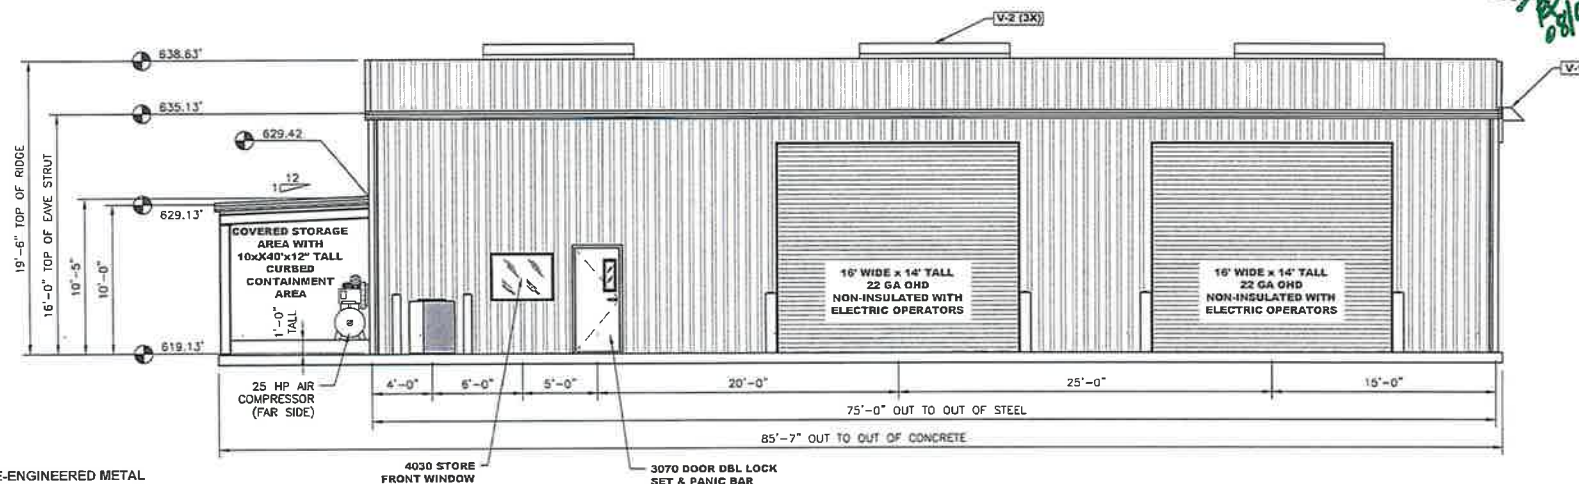 V-2 (3X)
638.63'
635.13'
629.42
12
1
629.13'
19'-6" TOP OF RIDGE
16'-0" TOP OF EAVE STRUT
10'-5"
10'-0"
COVERED STORAGE
AREA WITH
10xX40'x12" TALL
CURBED
CONTAINMENT
AREA
1'-0"
TALL
16' WIDE x 14' TALL
22 GA OHD
NON-INSULATED WITH
ELECTRIC OPERATORS
16' WIDE x 14' TALL
22 GA OHD
NON-INSULATED WITH
ELECTRIC OPERATORS
619.13'
25 HP AIR
COMPRESSOR
(FAR SIDE)
4'-0"
6'-0"
5'-0"
20'-0"
25'-0"
15'-0"
75'-0" OUT TO OUT OF STEEL
85'-7" OUT TO OUT OF CONCRETE
4030 STORE
FRONT WINDOW
3070 DOOR DBL LOCK
SET & PANIC BAR
E-ENGINEERED METAL